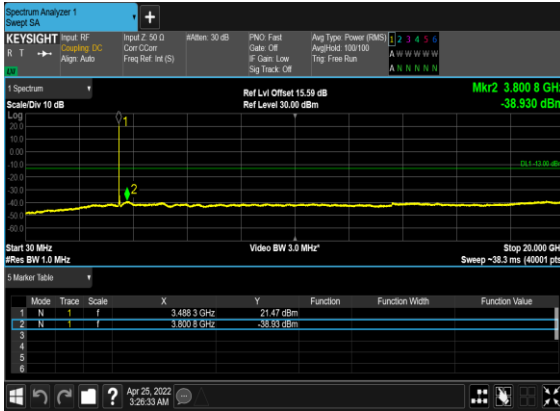 Spectrum Analyzer 1
Swept SA
+
KEYSIGHT Input: RF Input Z: 50 Ω #Atten: 30 dB PNO: Fast Avg Type: Power (RMS) 1 2 3 4 5 6
R T Coupling: DC Corr CCorr Gate: Off Avg|Hold: 100/100 A W W W W W
Align: Auto Freq Ref: Int (S) IF Gain: Low Trig: Free Run
Sig Track: Off A N N N N N
1 Spectrum
Ref Lvl Offset 15.59 dB Mkr2 3.800 8 GHz
Scale/Div 10 dB Ref Level 30.00 dBm -38.930 dBm
Log
20.0
10.0
0.00
-10.0
-20.0
-30.0
-40.0
-50.0
-60.0
1
DL1 -13.00 dBm
2
Start 30 MHz Video BW 3.0 MHz* Stop 20.000 GHz
#Res BW 1.0 MHz Sweep ~38.3 ms (40001 pts)
5 Marker Table
Mode Trace Scale X Y Function Function Width Function Value
1 N 1 f 3.488 3 GHz 21.47 dBm
2 N 1 f 3.800 8 GHz -38.93 dBm
3
4
5
6
? Apr 25, 2022
3:26:33 AM